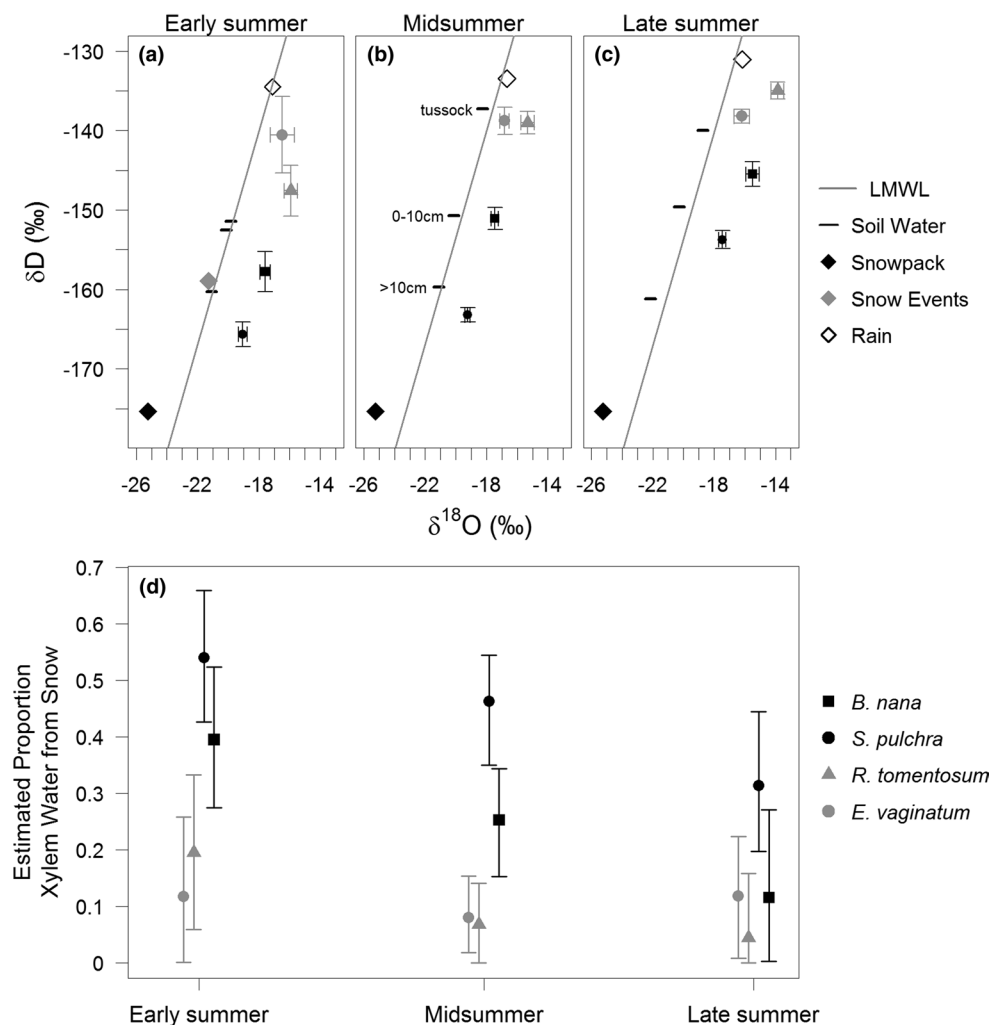 Early summer
Midsummer
Late summer
(a)
(b)
(c)
-130
-140
-150
-160
-170
δD (‰)
tussock
0-10cm
>10cm
-26 -22 -18 -14
-26 -22 -18 -14
-26 -22 -18 -14
δ18O (‰)
LMWL
Soil Water
Snowpack
Snow Events
Rain
(d)
0.7
0.6
0.5
0.4
0.3
0.2
0.1
0
Estimated Proportion
Xylem Water from Snow
Early summer
Midsummer
Late summer
B. nana
S. pulchra
R. tomentosum
E. vaginatum